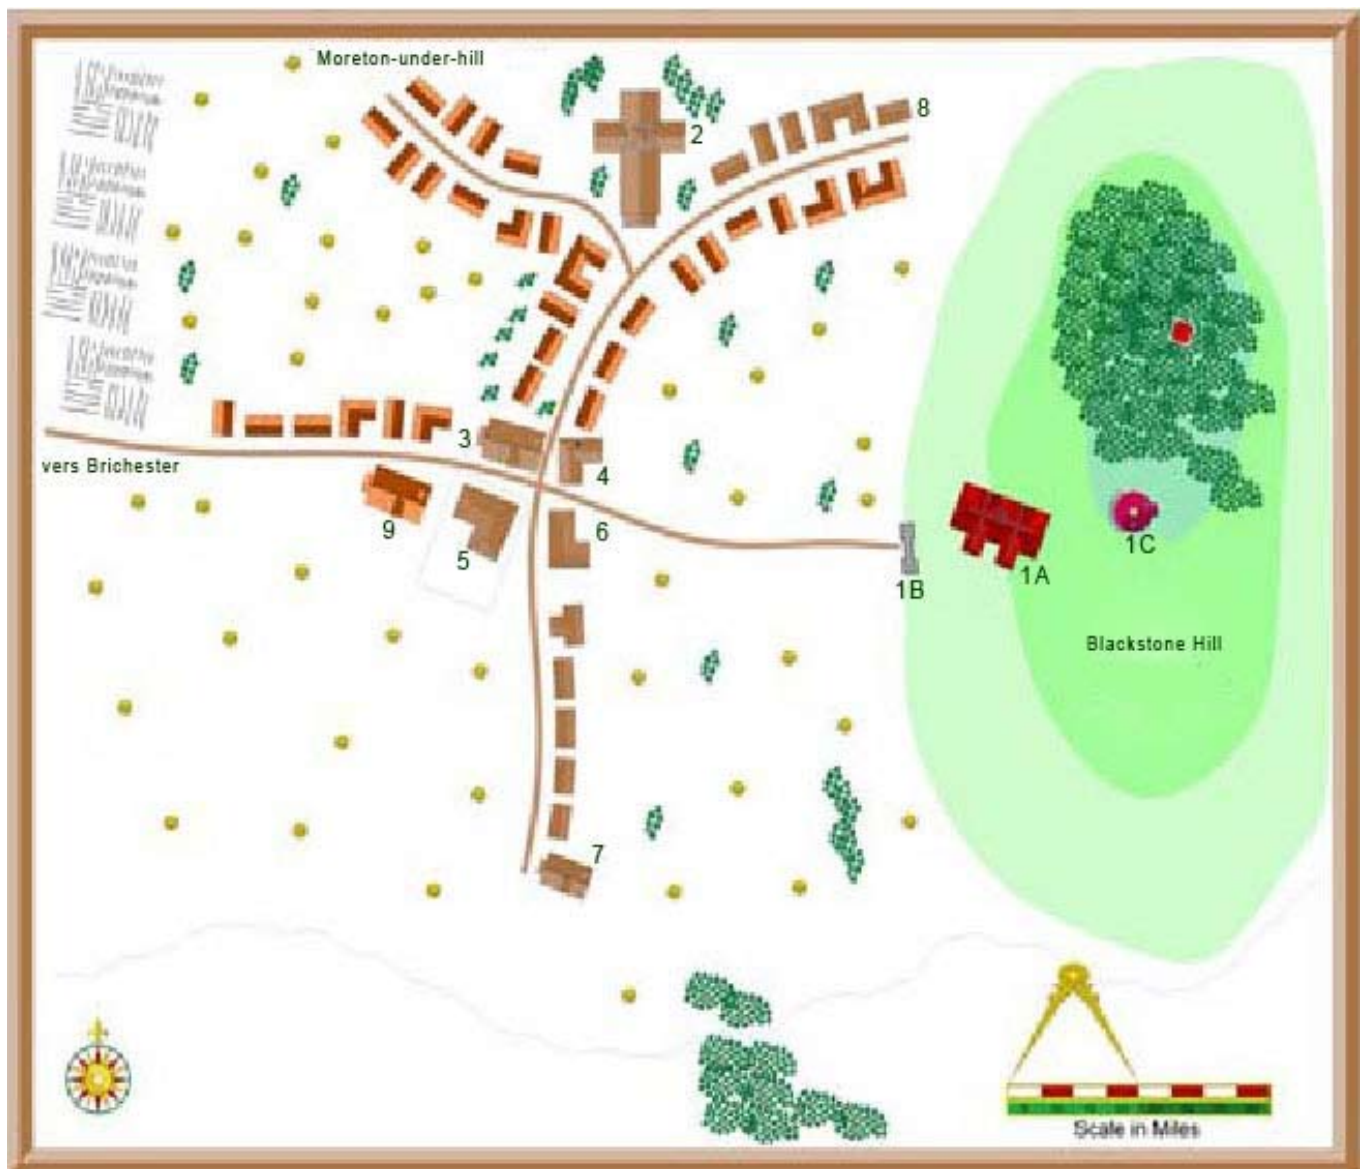 Moreton-under-hill
8
2
3
vers Brichester
4
9
5
6
1C
1B
1A
Blackstone Hill
7
Scale in Miles